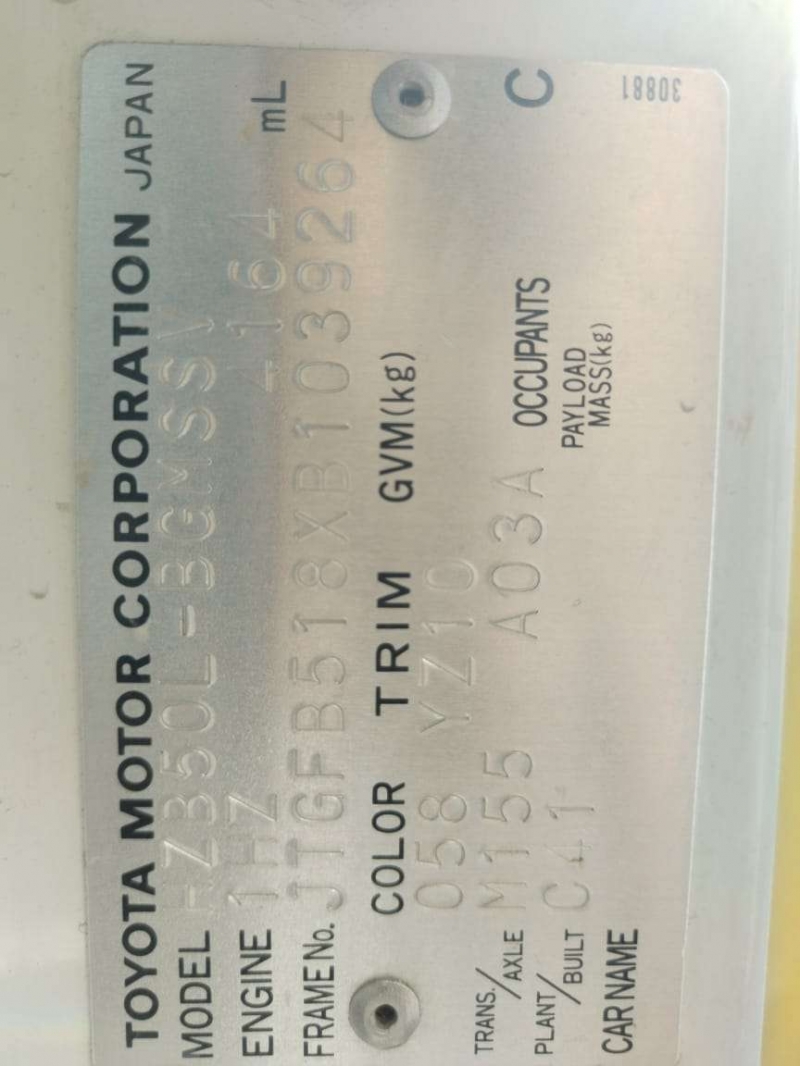 TOYOTA MOTOR CORPORATION JAPAN
MODEL HZB50L-BGMSSV
ENGINE 1HZ 4164 mL
FRAME No. JTGFB518XB1039264
COLOR TRIM GVM(kg)
058 YZ10
TRANS./AXLE M155 A03A
PLANT/BUILT C41 OCCUPANTS C
PAYLOAD MASS(kg)
CAR NAME
30881